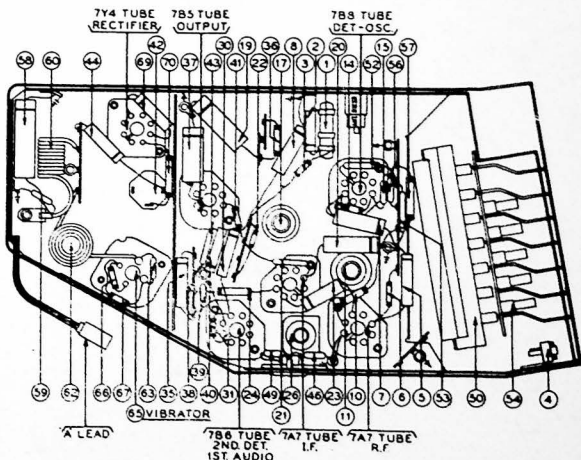 7Y4 TUBE RECTIFIER
7B5 TUBE OUTPUT
7B8 TUBE DET-OSC.
58 60 44 69 42 70 37 43 30 41 19 22 36 17 8 3 2 1 20 14 52 15 56 57
59 62 66 67 65 63 35 38 39 40 31 24 49 21 26 46 23 11 10 7 6 5 53 50 54 4
"A" LEAD
VIBRATOR
7B6 TUBE 2ND. DET. 1ST. AUDIO
7A7 TUBE I.F.
7A7 TUBE R.F.